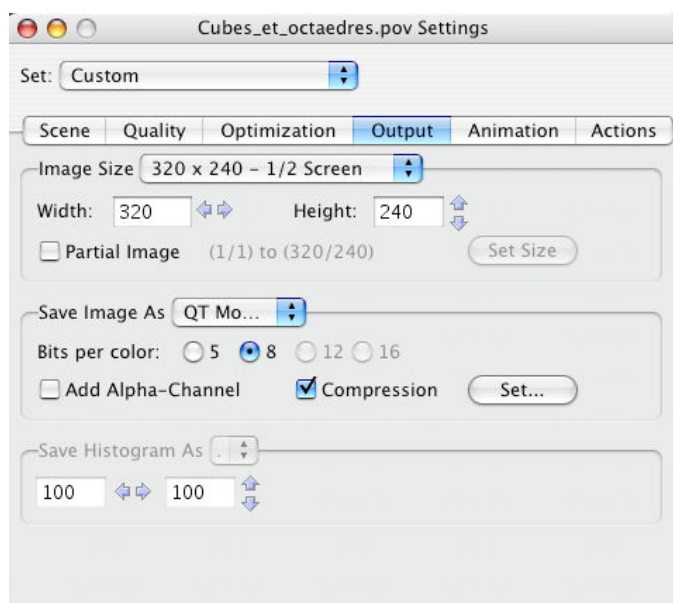 Cubes_et_octaedres.pov Settings
Set: Custom
Scene Quality Optimization Output Animation Actions
Image Size 320 x 240 – 1/2 Screen
Width: 320 Height: 240
Partial Image (1/1) to (320/240) Set Size
Save Image As QT Mo...
Bits per color: 5 8 12 16
Add Alpha-Channel Compression Set...
Save Histogram As .
100 100